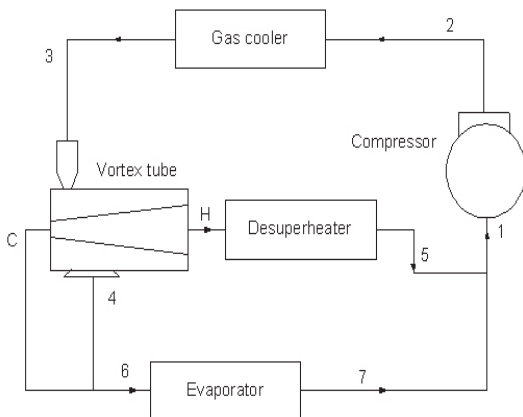 Gas cooler
2
3
Compressor
Vortex tube
H
C
Desuperheater
1
5
4
6
7
Evaporator